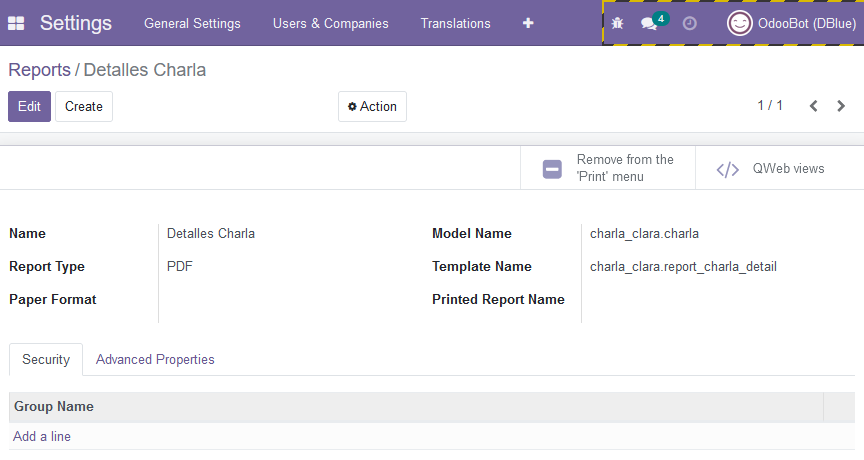 Settings General Settings Users & Companies Translations 4 OdooBot (DBlue)
Reports / Detalles Charla
Edit Create Action 1 / 1
Remove from the
'Print' menu
QWeb views
Name Detalles Charla Model Name charla_clara.charla
Report Type PDF Template Name charla_clara.report_charla_detail
Paper Format Printed Report Name
Security Advanced Properties
Group Name
Add a line